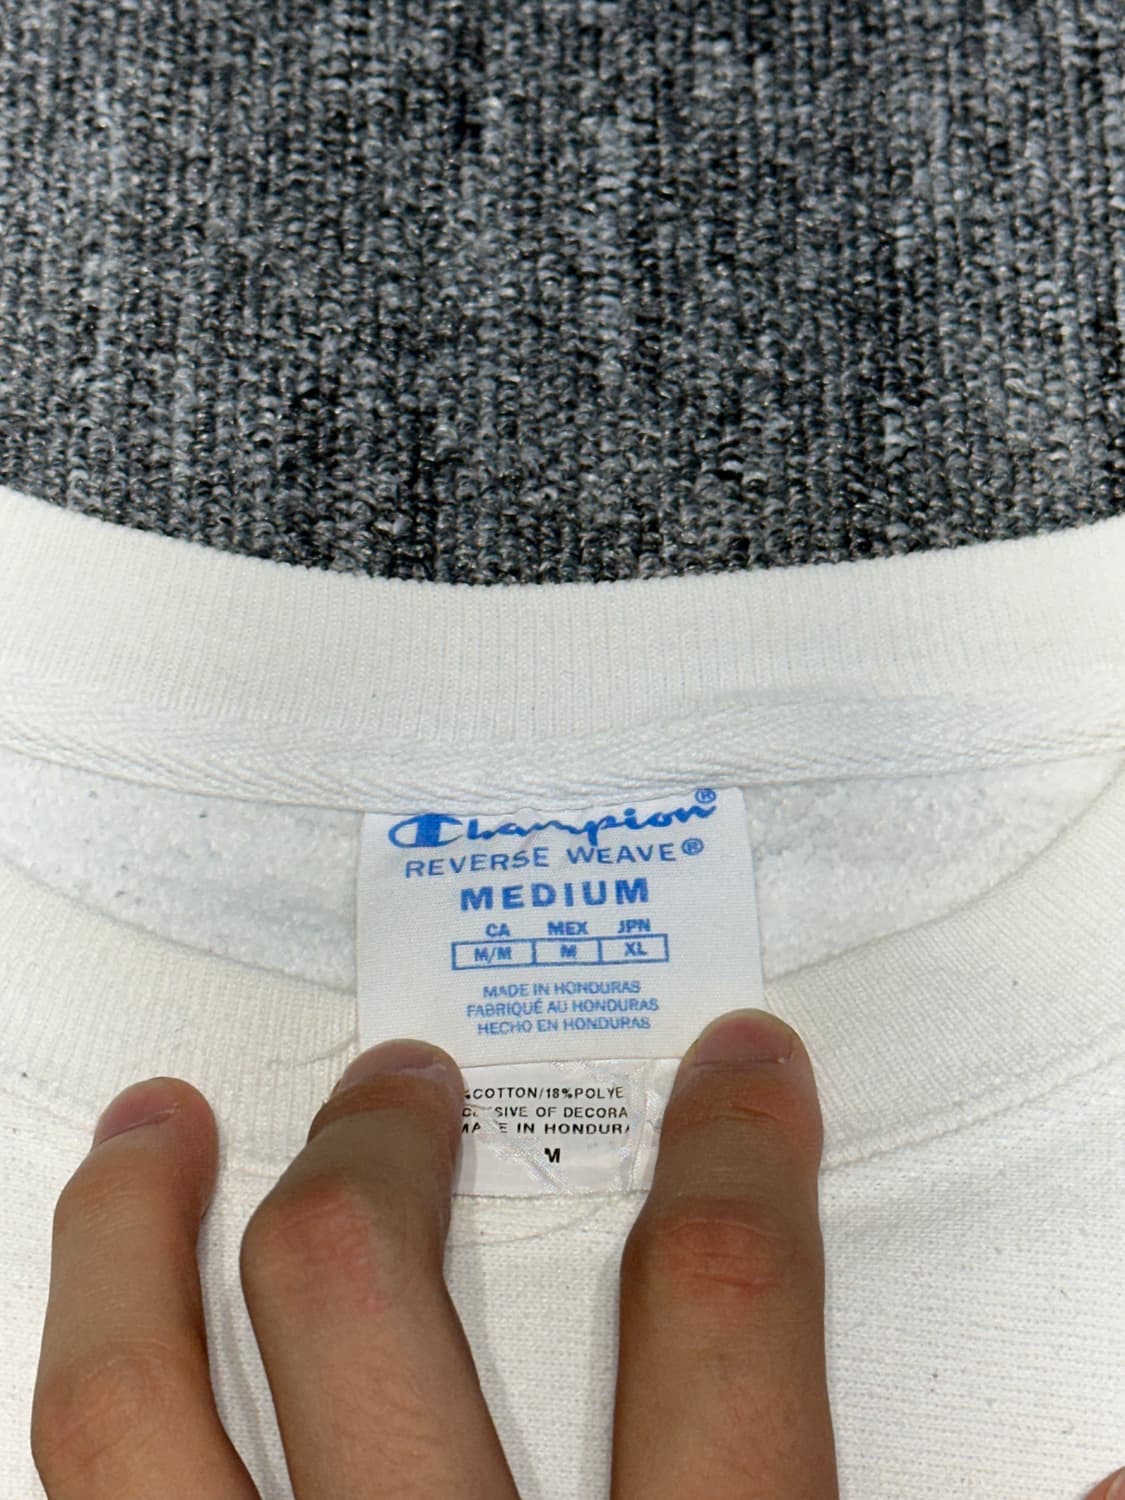 Champion®
REVERSE WEAVE®
MEDIUM
CA MEX JPN
M/M M XL
MADE IN HONDURAS
FABRIQUÉ AU HONDURAS
HECHO EN HONDURAS
COTTON/18%POLYE
SIVE OF DECORA
MADE IN HONDURA
M